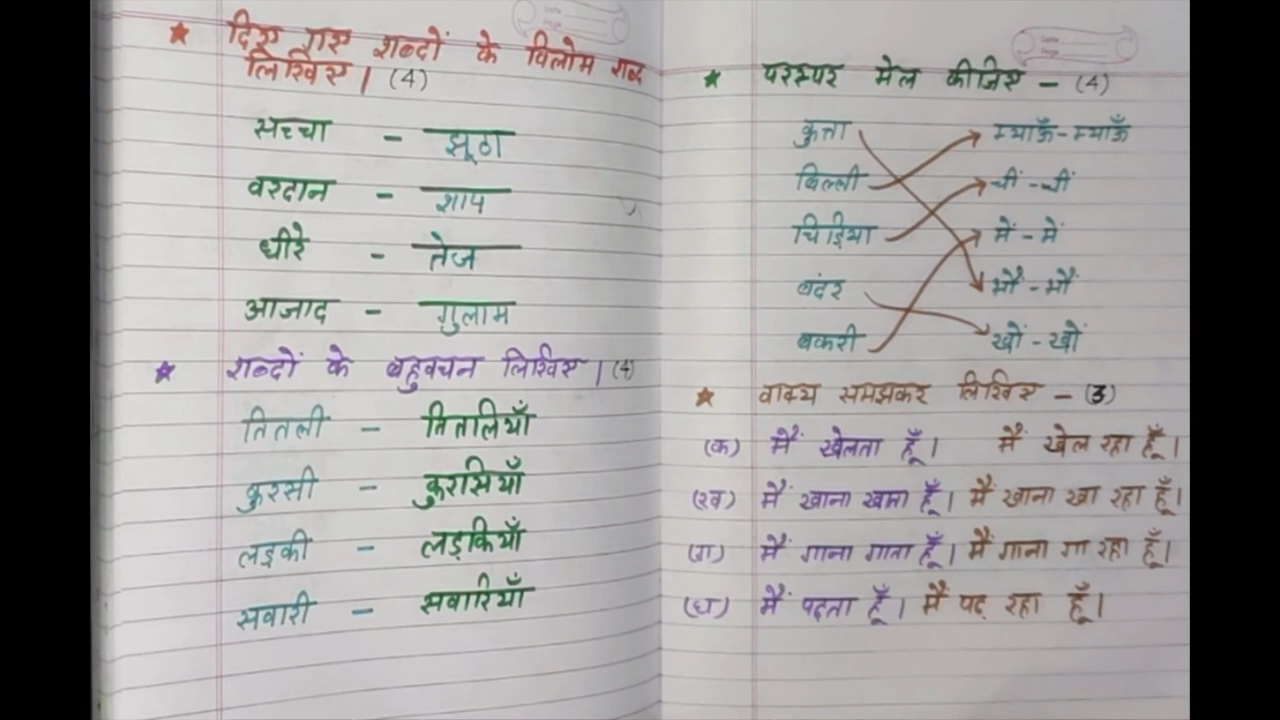 ★ दिए गए शब्दों के विलोम शब्द
लिखिए। (4)
सच्चा - झूठा
वरदान - शाप
धीरे - तेज
आजाद - गुलाम
★ शब्दों के बहुवचन लिखिए। (4)
तितली - तितलियाँ
कुरसी - कुरसियाँ
लड़की - लड़कियाँ
सवारी - सवारियाँ
★ परस्पर मेल कीजिए - (4)
कुत्ता म्याऊँ-म्याऊँ
बिल्ली चीं-चीं
चिड़िया में-में
बंदर भौं-भौं
बकरी खों-खों
★ वाक्य समझकर लिखिए - (3)
(क) मैं खेलता हूँ। मैं खेल रहा हूँ।
(ख) मैं खाना खाता हूँ। मैं खाना खा रहा हूँ।
(ग) मैं गाना गाता हूँ। मैं गाना गा रहा हूँ।
(घ) मैं पढ़ता हूँ। मैं पढ़ रहा हूँ।